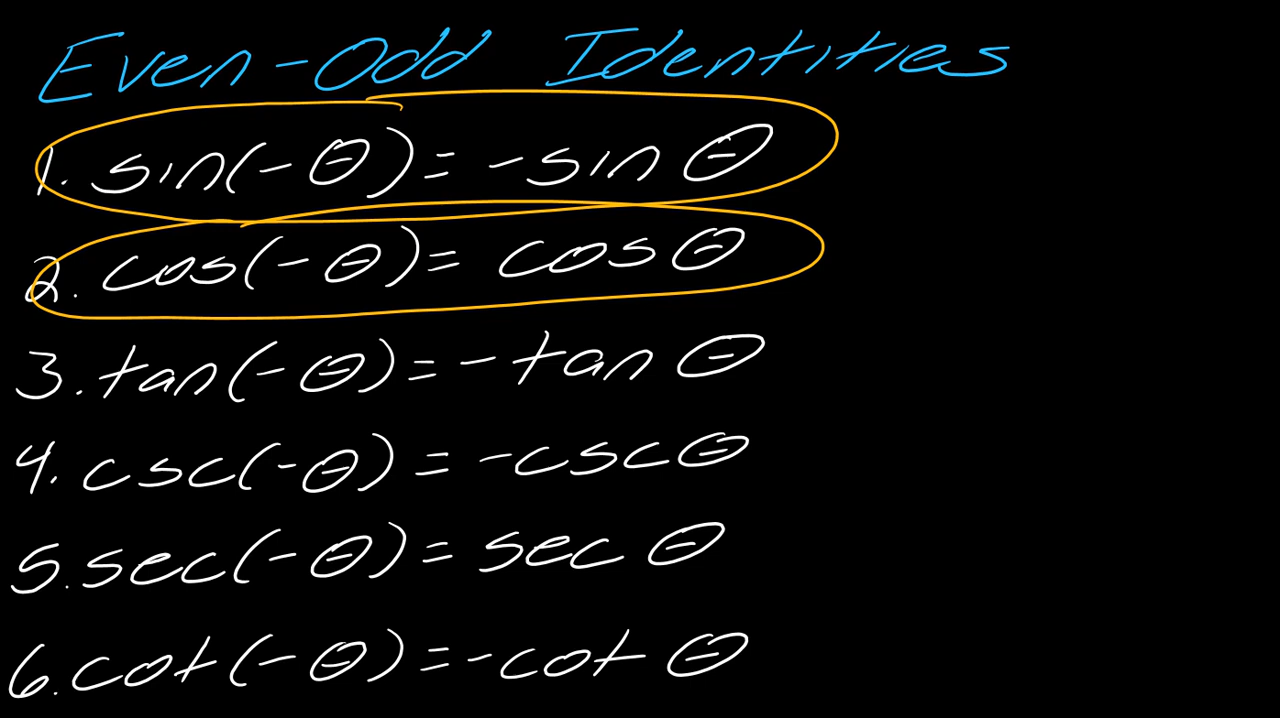 Even-Odd Identities
1. sin(-θ) = -sin θ
2. cos(-θ) = cos θ
3. tan(-θ) = -tan θ
4. csc(-θ) = -csc θ
5. sec(-θ) = sec θ
6. cot(-θ) = -cot θ